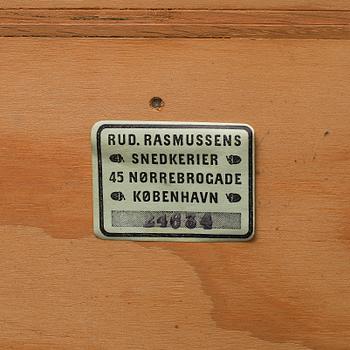 RUD. RASMUSSENS
SNEDKERIER
45 NØRREBROGADE
KØBENHAVN
24634